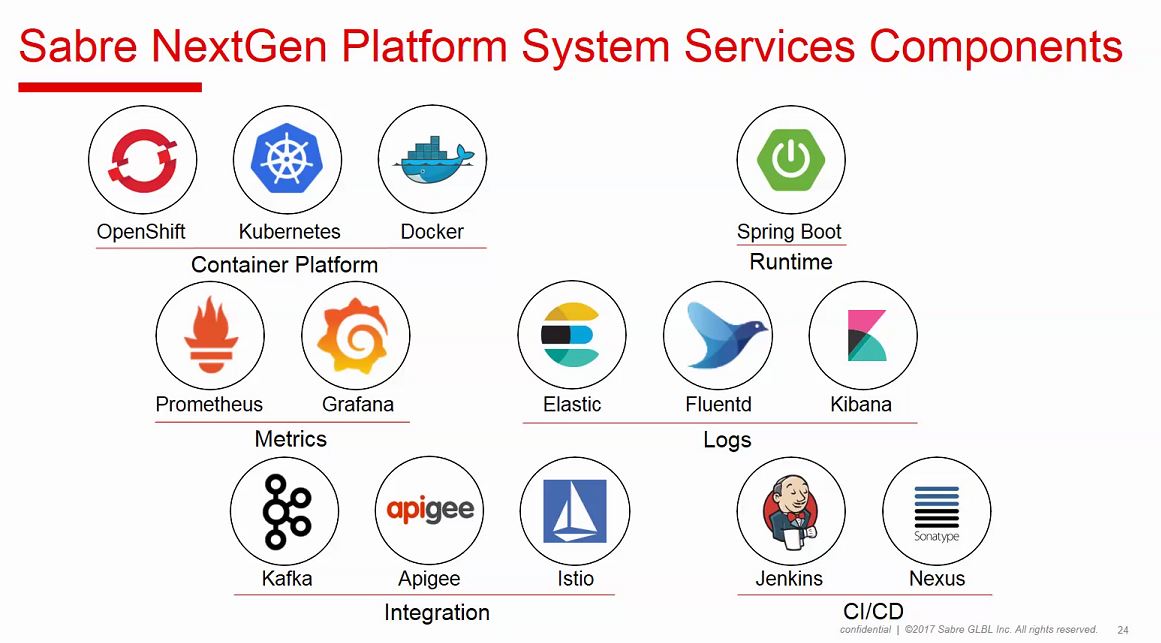 Sabre NextGen Platform System Services Components
OpenShift Kubernetes Docker
Container Platform
Spring Boot
Runtime
Prometheus Grafana
Metrics
Elastic Fluentd Kibana
Logs
apigee
Kafka Apigee Istio
Integration
Sonatype
Jenkins Nexus
CI/CD
confidential | ©2017 Sabre GLBL Inc. All rights reserved. 24